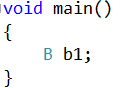 void main()
{
    B b1;
}